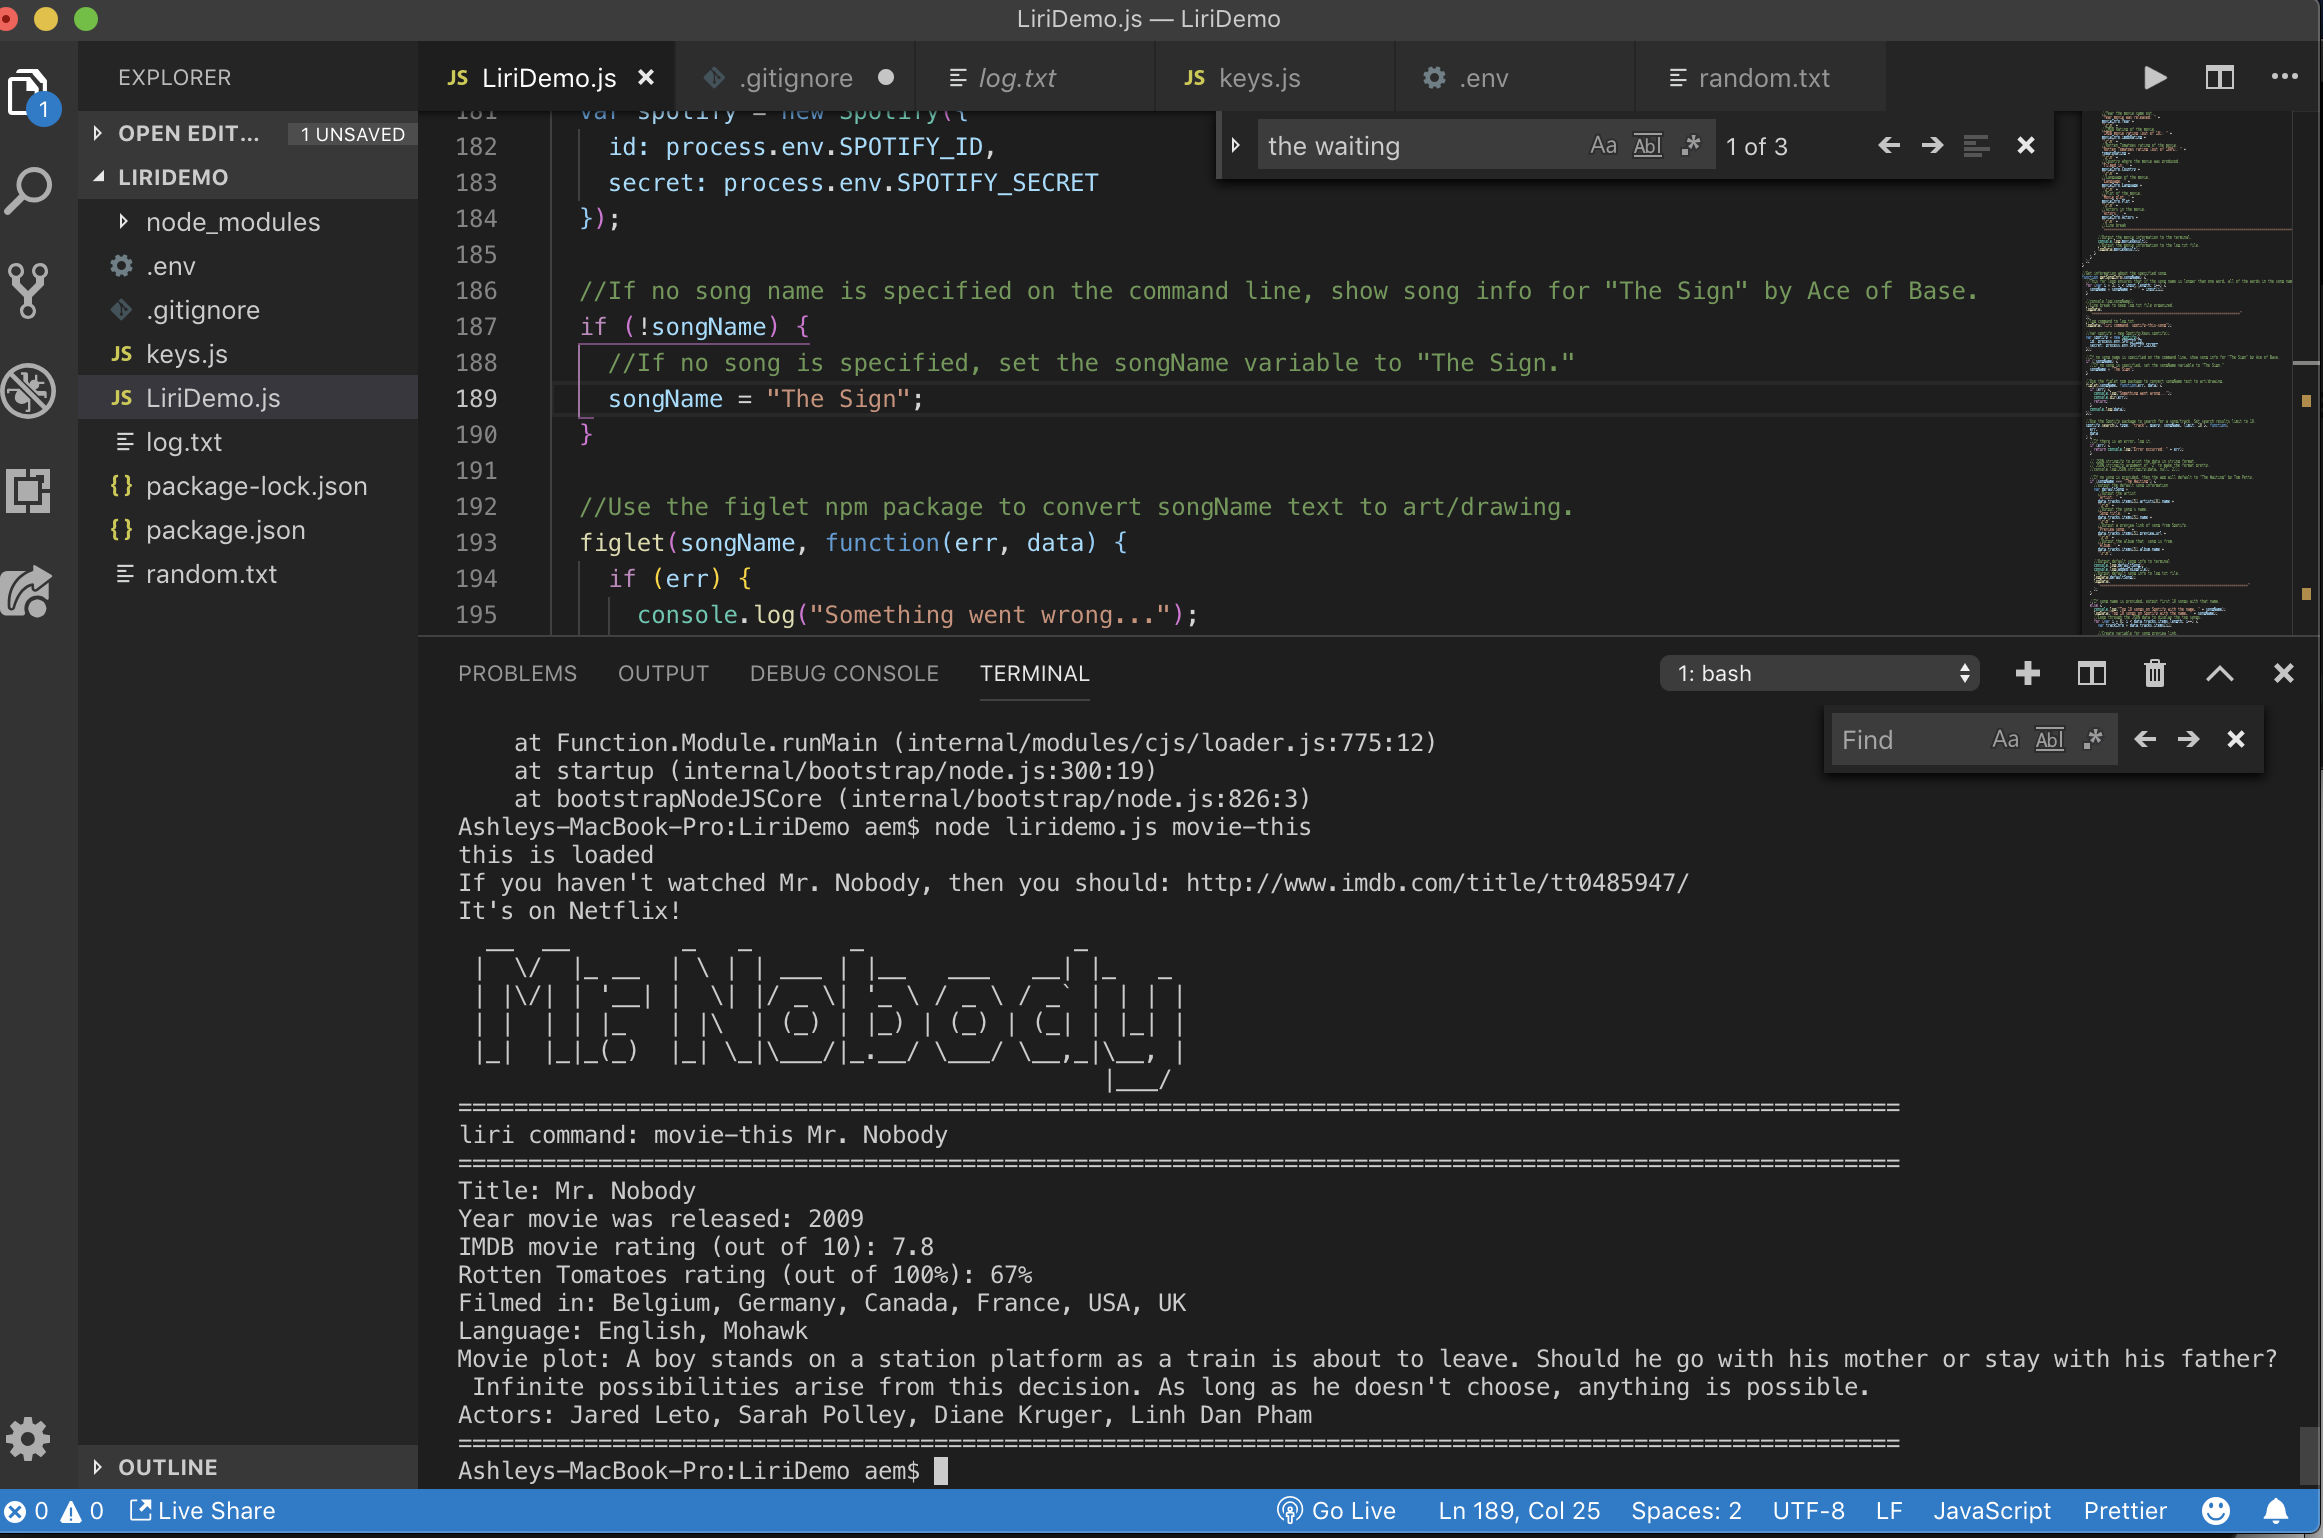 LiriDemo.js — LiriDemo
EXPLORER
1
OPEN EDIT... 1 UNSAVED
LIRIDEMO
node_modules
.env
.gitignore
JS keys.js
JS LiriDemo.js
log.txt
{} package-lock.json
{} package.json
random.txt
OUTLINE
JS LiriDemo.js
.gitignore
log.txt
JS keys.js
.env
random.txt
the waiting Aa Abl .* 1 of 3
181 var spotify = new Spotify({
182 id: process.env.SPOTIFY_ID,
183 secret: process.env.SPOTIFY_SECRET
184 });
185
186 //If no song name is specified on the command line, show song info for "The Sign" by Ace of Base.
187 if (!songName) {
188 //If no song is specified, set the songName variable to "The Sign."
189 songName = "The Sign";
190 }
191
192 //Use the figlet npm package to convert songName text to art/drawing.
193 figlet(songName, function(err, data) {
194 if (err) {
195 console.log("Something went wrong...");
PROBLEMS OUTPUT DEBUG CONSOLE TERMINAL
1: bash
Find Aa Abl .*
at Function.Module.runMain (internal/modules/cjs/loader.js:775:12)
at startup (internal/bootstrap/node.js:300:19)
at bootstrapNodeJSCore (internal/bootstrap/node.js:826:3)
Ashleys-MacBook-Pro:LiriDemo aem$ node liridemo.js movie-this
this is loaded
If you haven't watched Mr. Nobody, then you should: http://www.imdb.com/title/tt0485947/
It's on Netflix!
Mr. Nobody
=======================================================================================================
liri command: movie-this Mr. Nobody
=======================================================================================================
Title: Mr. Nobody
Year movie was released: 2009
IMDB movie rating (out of 10): 7.8
Rotten Tomatoes rating (out of 100%): 67%
Filmed in: Belgium, Germany, Canada, France, USA, UK
Language: English, Mohawk
Movie plot: A boy stands on a station platform as a train is about to leave. Should he go with his mother or stay with his father?
Infinite possibilities arise from this decision. As long as he doesn't choose, anything is possible.
Actors: Jared Leto, Sarah Polley, Diane Kruger, Linh Dan Pham
=======================================================================================================
Ashleys-MacBook-Pro:LiriDemo aem$
0 0 Live Share
Go Live Ln 189, Col 25 Spaces: 2 UTF-8 LF JavaScript Prettier